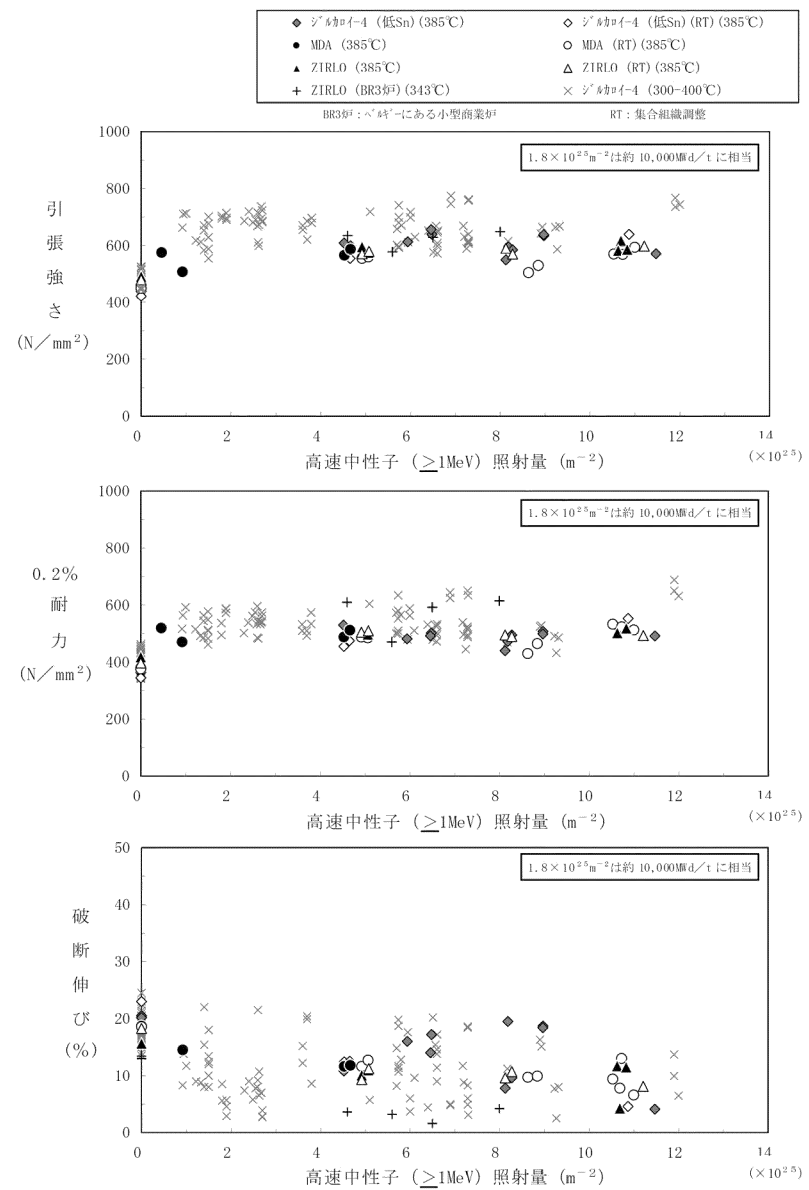 ジルカロイ-4 (低Sn)(385℃)
ジルカロイ-4 (低Sn)(RT)(385℃)
MDA (385℃)
MDA (RT)(385℃)
ZIRLO (385℃)
ZIRLO (RT)(385℃)
ZIRLO (BR3炉)(343℃)
ジルカロイ-4 (300-400℃)
BR3炉:ベルギーにある小型商業炉
RT:集合組織調整
1.8×10²⁵m⁻²は約 10,000MWd/t に相当
引張強さ
(N/mm²)
1000
800
600
400
200
0
0 2 4 6 8 10 12 14
高速中性子 (≥1MeV) 照射量 (m⁻²)
(×10²⁵)
1.8×10²⁵m⁻²は約 10,000MWd/t に相当
0.2%
耐力
(N/mm²)
1000
800
600
400
200
0
0 2 4 6 8 10 12 14
高速中性子 (≥1MeV) 照射量 (m⁻²)
(×10²⁵)
1.8×10²⁵m⁻²は約 10,000MWd/t に相当
破断伸び
(%)
50
40
30
20
10
0
0 2 4 6 8 10 12 14
高速中性子 (≥1MeV) 照射量 (m⁻²)
(×10²⁵)